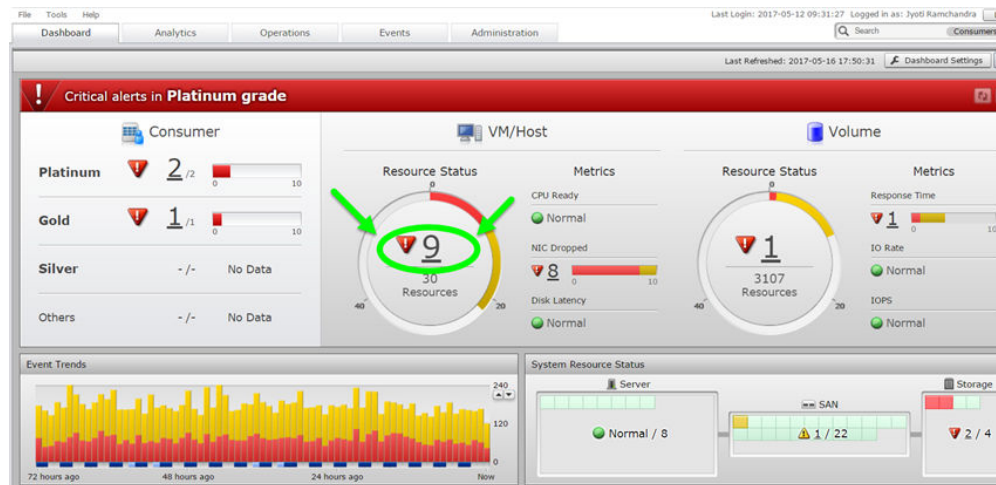 File Tools Help
Last Login: 2017-05-12 09:31:27 Logged in as: Jyoti Ramchandra
Dashboard Analytics Operations Events Administration
Search Consumers
Last Refreshed: 2017-05-16 17:50:31 Dashboard Settings
Critical alerts in Platinum grade
Consumer
Platinum 2 /2
0 10
Gold 1 /1
0 10
Silver -/- No Data
Others -/- No Data
VM/Host
Resource Status
0
9
30
Resources
40 20
Metrics
CPU Ready
Normal
NIC Dropped
8
0 10
Disk Latency
Normal
Volume
Resource Status
0
1
3107
Resources
40 20
Metrics
Response Time
1
0 10
IO Rate
Normal
IOPS
Normal
Event Trends
240
120
0
72 hours ago 48 hours ago 24 hours ago Now
System Resource Status
Server
Normal / 8
SAN
1 / 22
Storage
2 / 4